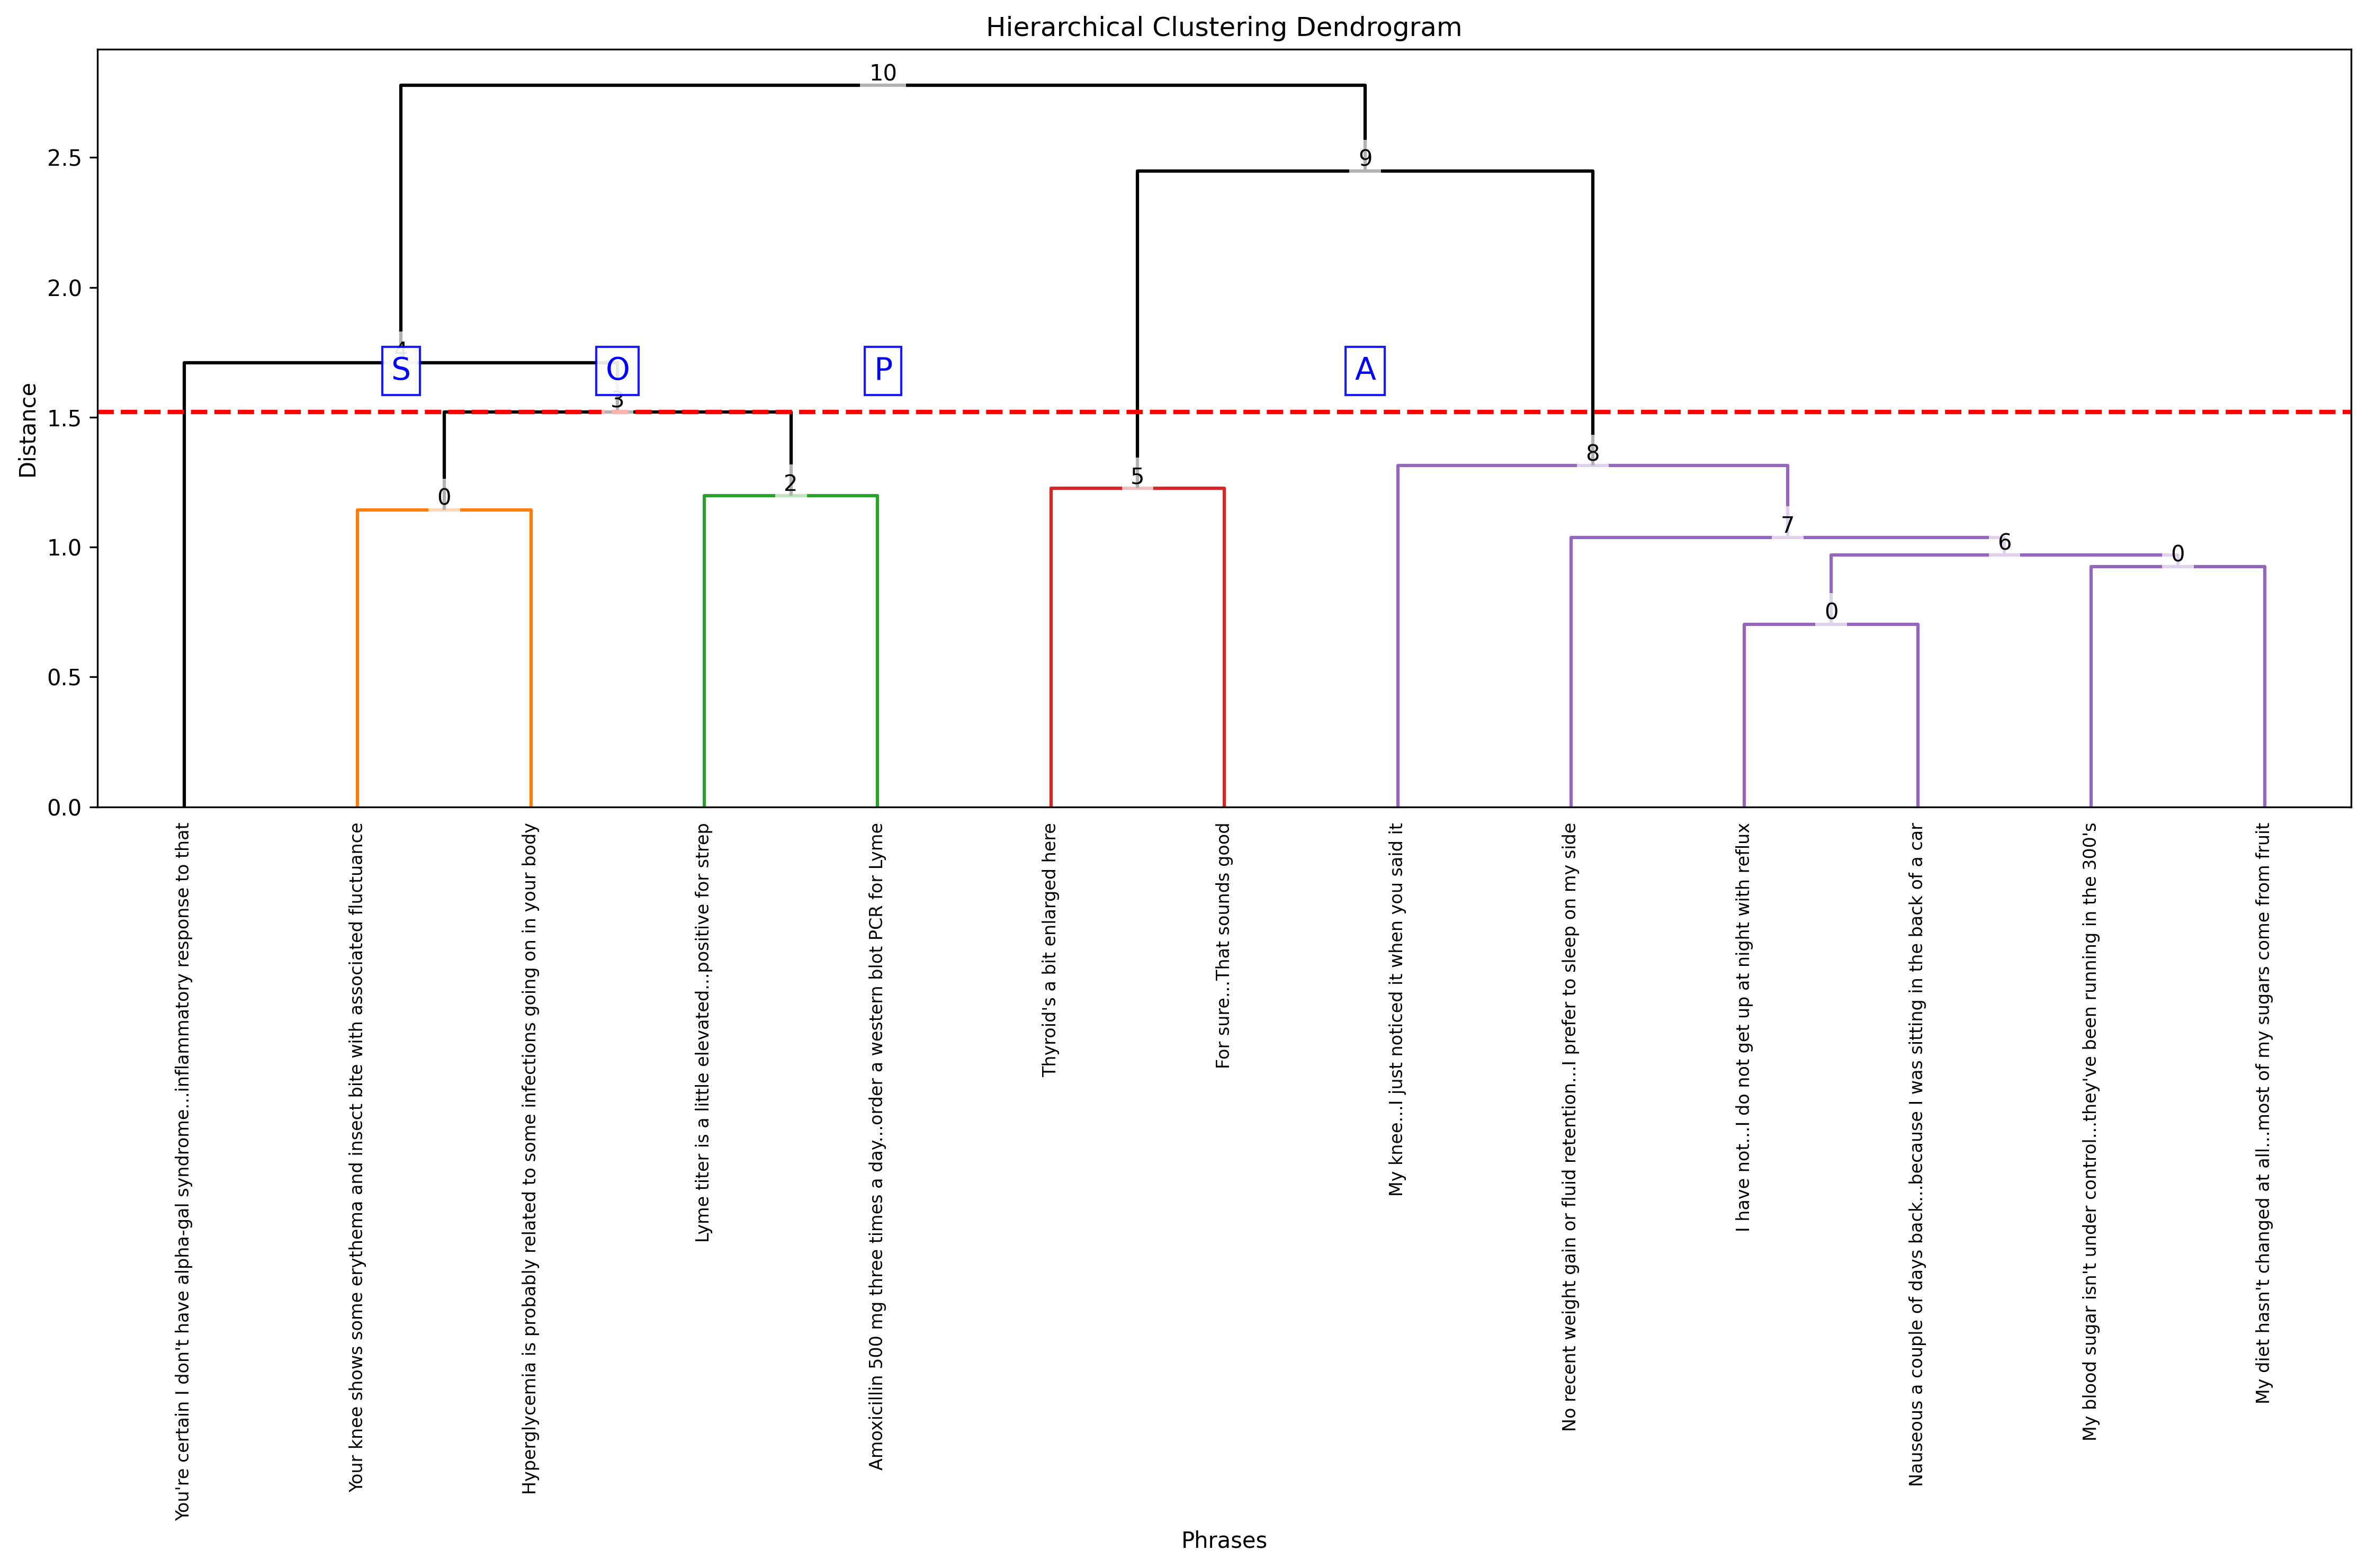 Hierarchical Clustering Dendrogram
10
2.5
9
2.0
4
S
O
P
A
3
1.5
8
5
2
0
7
6
0
1.0
0
0.5
0.0
Distance
You're certain I don't have alpha-gal syndrome...inflammatory response to that
Your knee shows some erythema and insect bite with associated fluctuance
Hyperglycemia is probably related to some infections going on in your body
Lyme titer is a little elevated...positive for strep
Amoxicillin 500 mg three times a day...order a western blot PCR for Lyme
Thyroid's a bit enlarged here
For sure...That sounds good
My knee...I just noticed it when you said it
No recent weight gain or fluid retention...I prefer to sleep on my side
I have not...I do not get up at night with reflux
Nauseous a couple of days back...because I was sitting in the back of a car
My blood sugar isn't under control...they've been running in the 300's
My diet hasn't changed at all...most of my sugars come from fruit
Phrases